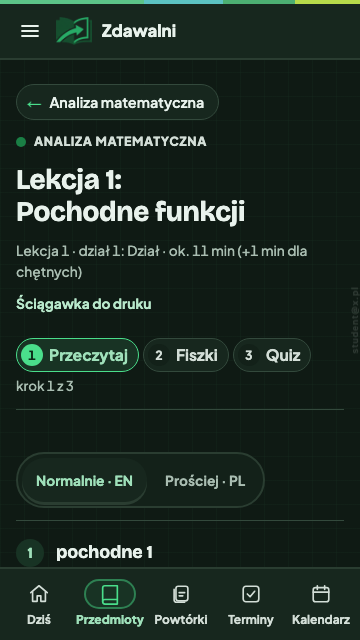 Zdawalni
← Analiza matematyczna
ANALIZA MATEMATYCZNA
Lekcja 1:
Pochodne funkcji
Lekcja 1 · dział 1: Dział · ok. 11 min (+1 min dla
chętnych)
Ściągawka do druku
student@z.pl
1 Przeczytaj 2 Fiszki 3 Quiz
krok 1 z 3
Normalnie · EN Prościej · PL
1 pochodne 1
Dziś Przedmioty Powtórki Terminy Kalendarz